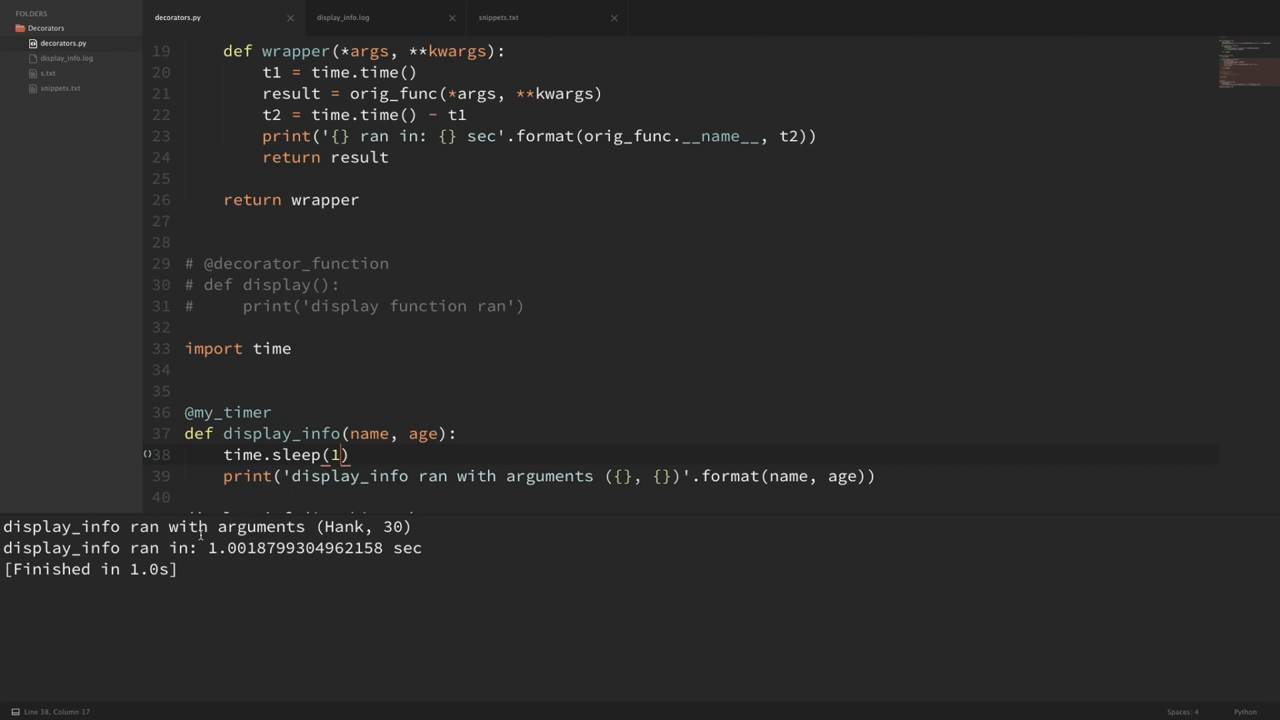 FOLDERS
Decorators
decorators.py
display_info.log
s.txt
snippets.txt
decorators.py
display_info.log
snippets.txt
19 def wrapper(*args, **kwargs):
20 t1 = time.time()
21 result = orig_func(*args, **kwargs)
22 t2 = time.time() - t1
23 print('{} ran in: {} sec'.format(orig_func.__name__, t2))
24 return result
25
26 return wrapper
27
28
29 # @decorator_function
30 # def display():
31 #     print('display function ran')
32
33 import time
34
35
36 @my_timer
37 def display_info(name, age):
38 time.sleep(1)
39 print('display_info ran with arguments ({}, {})'.format(name, age))
40
display_info ran with arguments (Hank, 30)
display_info ran in: 1.0018799304962158 sec
[Finished in 1.0s]
Line 38, Column 17
Spaces: 4
Python